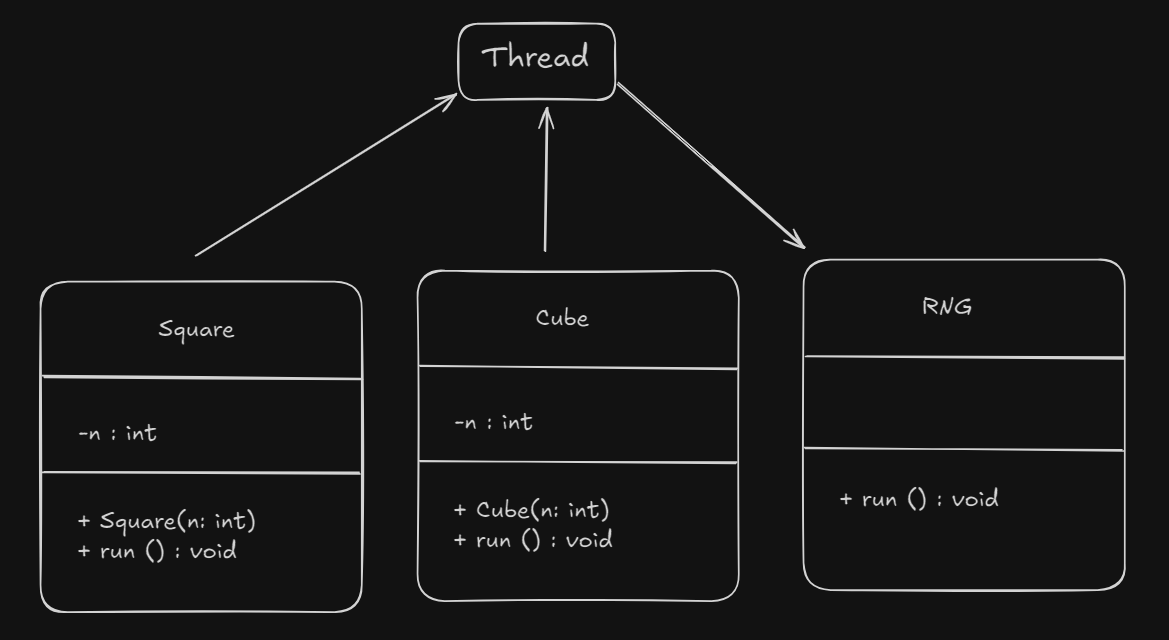 Thread
Square
-n : int
+ Square(n: int)
+ run () : void
Cube
-n : int
+ Cube(n: int)
+ run () : void
RNG
+ run () : void